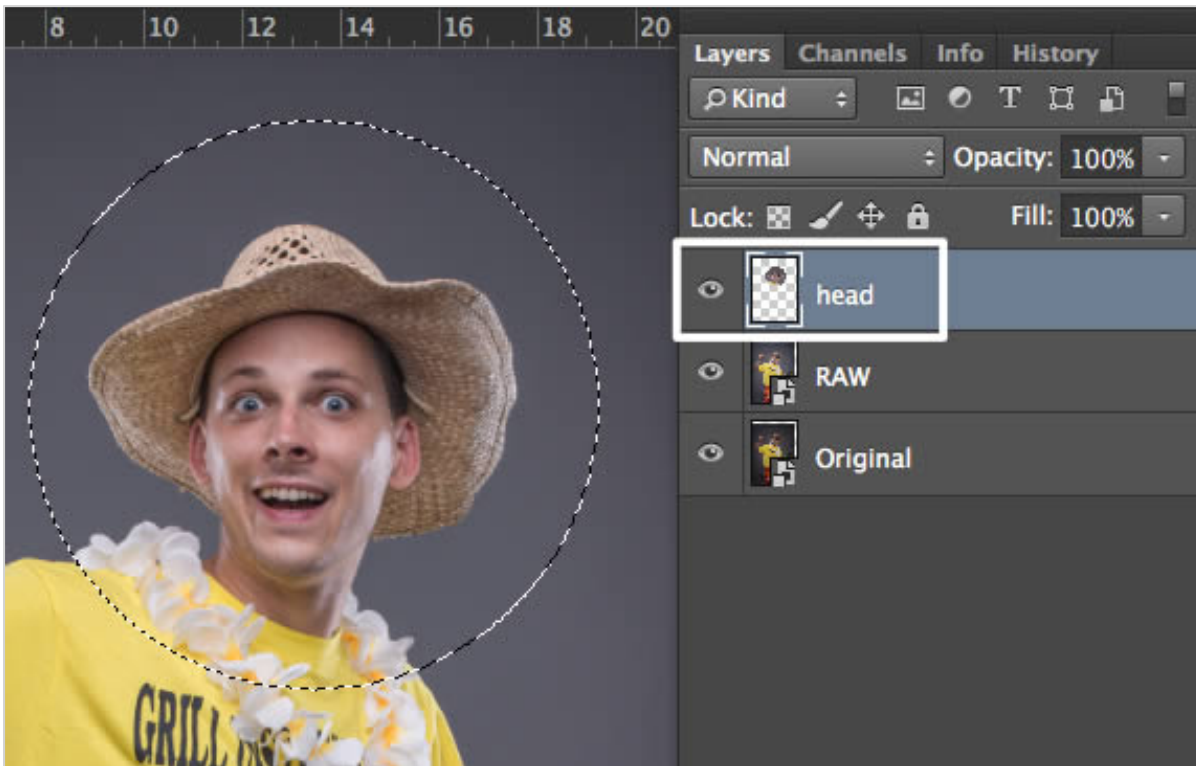 8 10 12 14 16 18 20
Layers Channels Info History
Kind T
Normal Opacity: 100%
Lock: Fill: 100%
head
RAW
Original
GRILL